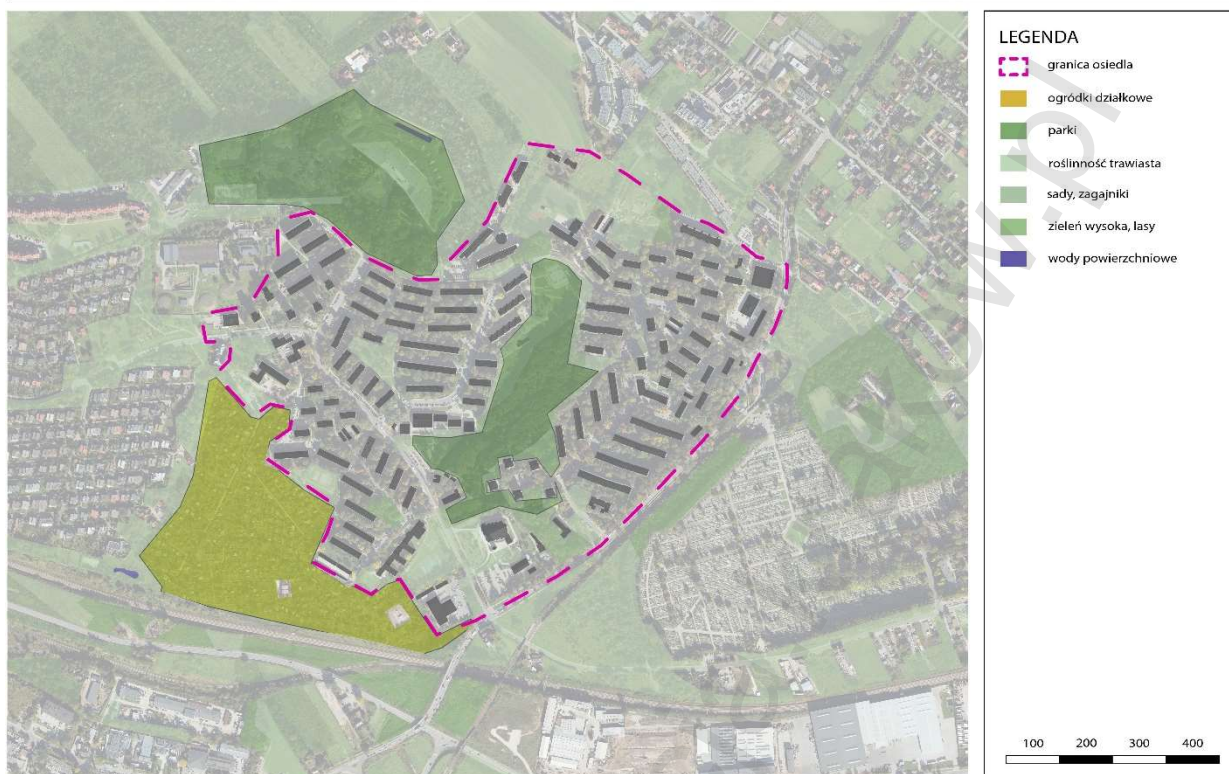 LEGENDA
granica osiedla
ogródki działkowe
parki
roślinność trawiasta
sady, zagajniki
zieleń wysoka, lasy
wody powierzchniowe
100 200 300 400